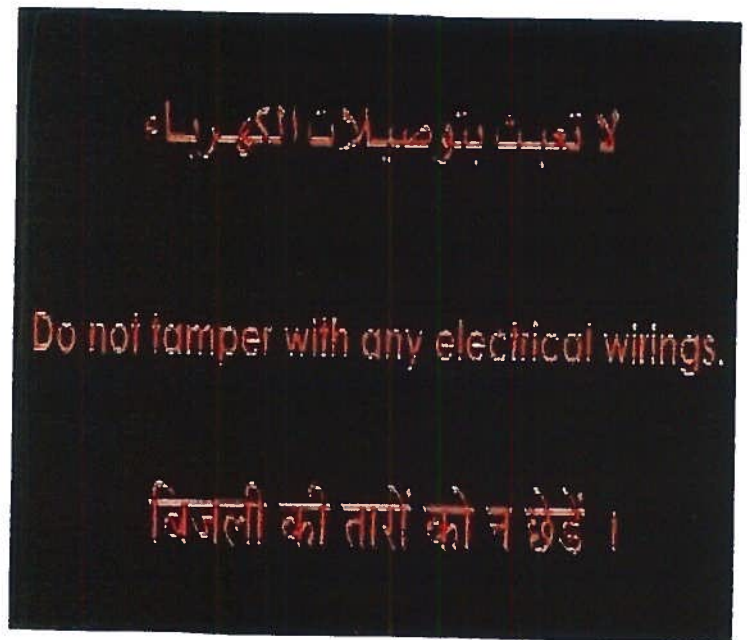 لا تعبث بتوصيلات الكهرباء
Do not tamper with any electrical wirings.
बिजली की तारों को न छेडें ।